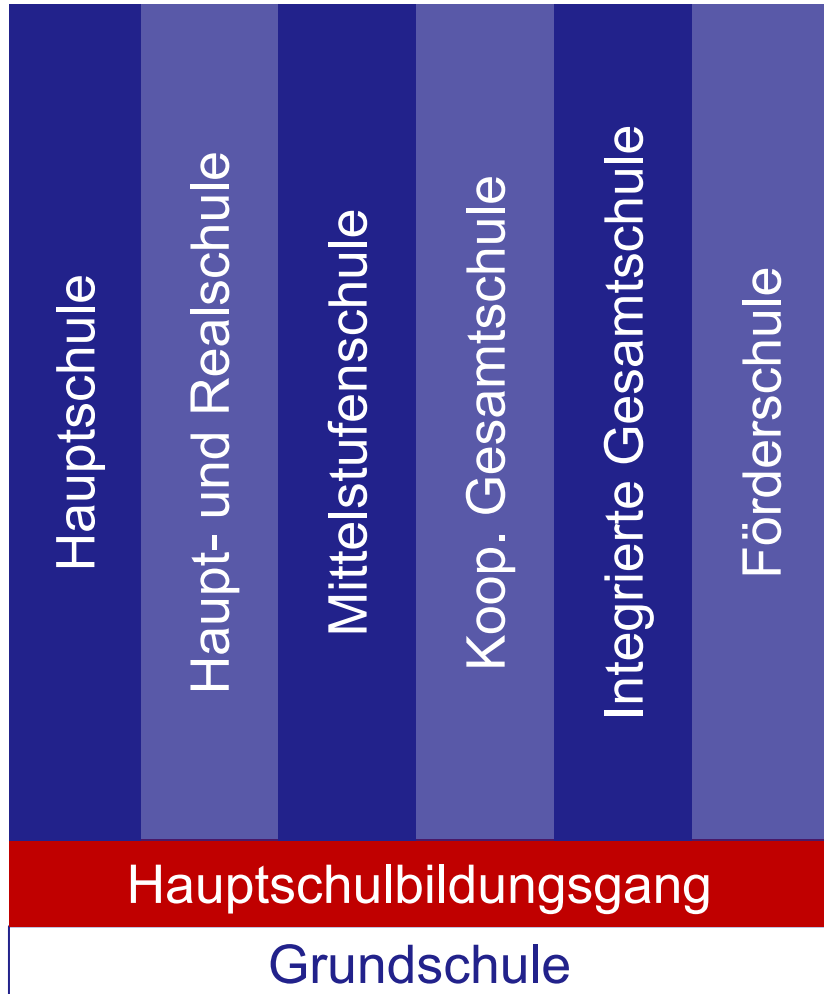 Hauptschule
Haupt- und Realschule
Mittelstufenschule
Koop. Gesamtschule
Integrierte Gesamtschule
Förderschule
Hauptschulbildungsgang
Grundschule